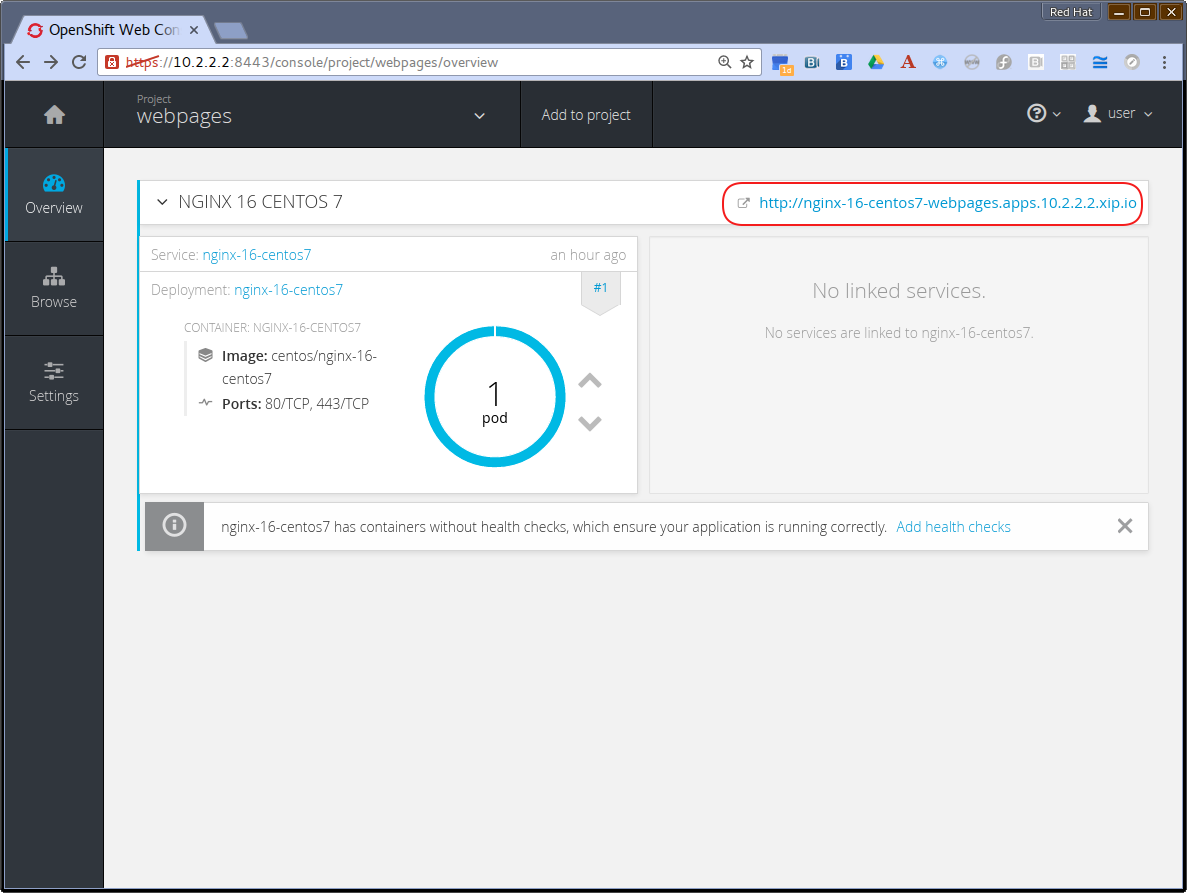 Red Hat
OpenShift Web Con
https://10.2.2.2:8443/console/project/webpages/overview
Project
webpages
Add to project
user
Overview
Browse
Settings
NGINX 16 CENTOS 7
http://nginx-16-centos7-webpages.apps.10.2.2.2.xip.io
Service: nginx-16-centos7
an hour ago
Deployment: nginx-16-centos7
#1
CONTAINER: NGINX-16-CENTOS7
Image: centos/nginx-16-
centos7
Ports: 80/TCP, 443/TCP
1
pod
No linked services.
No services are linked to nginx-16-centos7.
nginx-16-centos7 has containers without health checks, which ensure your application is running correctly. Add health checks